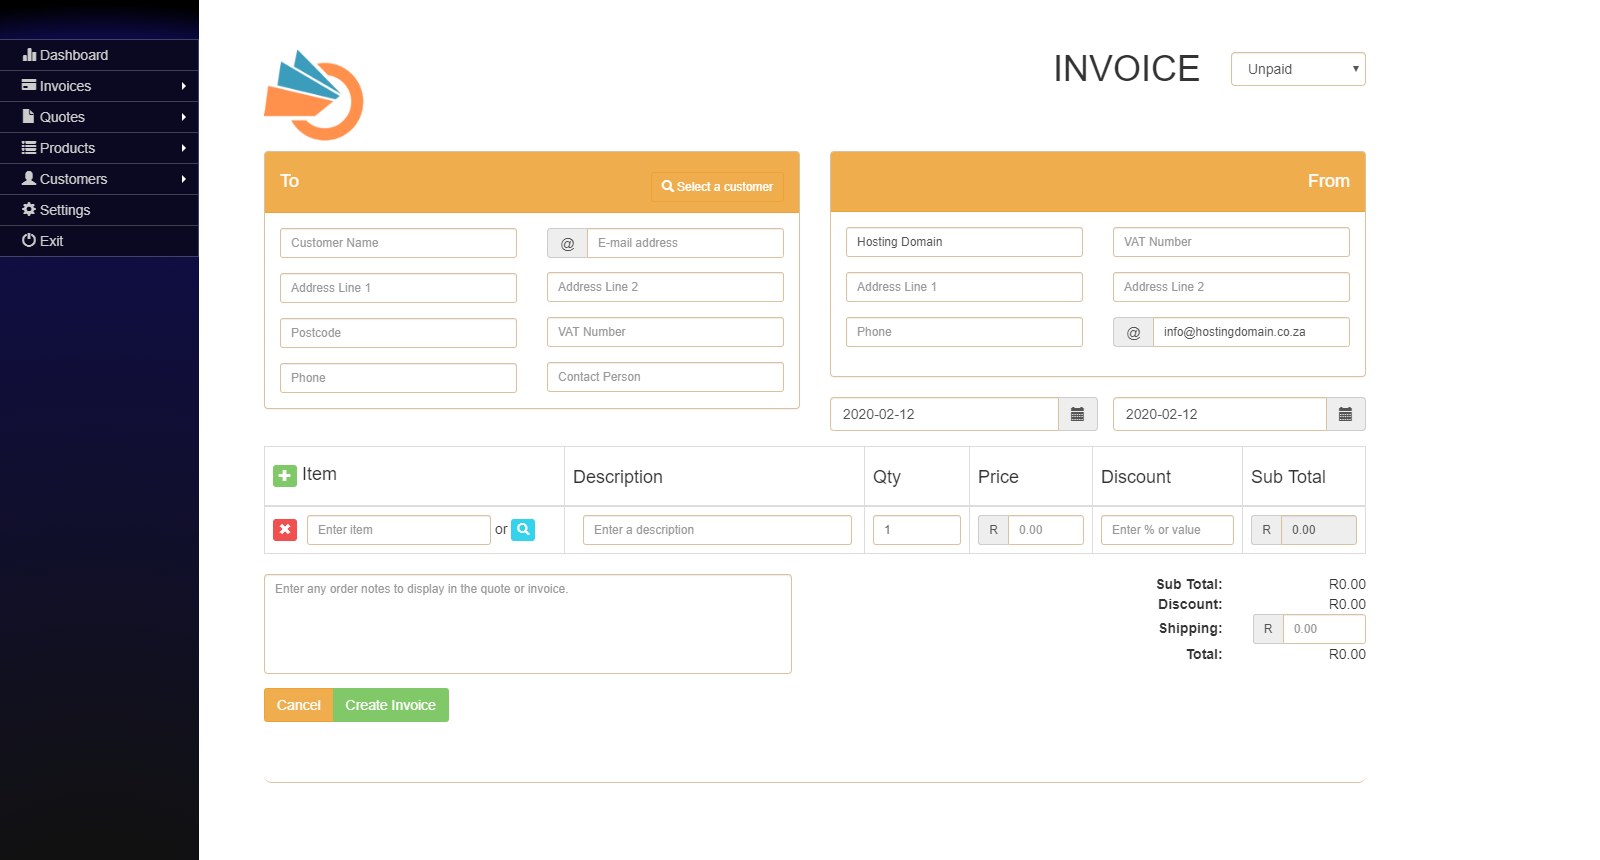 Dashboard
Invoices
Quotes
Products
Customers
Settings
Exit
INVOICE
Unpaid
To
Select a customer
Customer Name
@ E-mail address
Address Line 1
Address Line 2
Postcode
VAT Number
Phone
Contact Person
From
Hosting Domain
VAT Number
Address Line 1
Address Line 2
Phone
@ info@hostingdomain.co.za
2020-02-12
2020-02-12
Item Description Qty Price Discount Sub Total
Enter item or Enter a description 1 R 0.00 Enter % or value R 0.00
Enter any order notes to display in the quote or invoice.
Sub Total: R0.00
Discount: R0.00
Shipping: R 0.00
Total: R0.00
Cancel Create Invoice